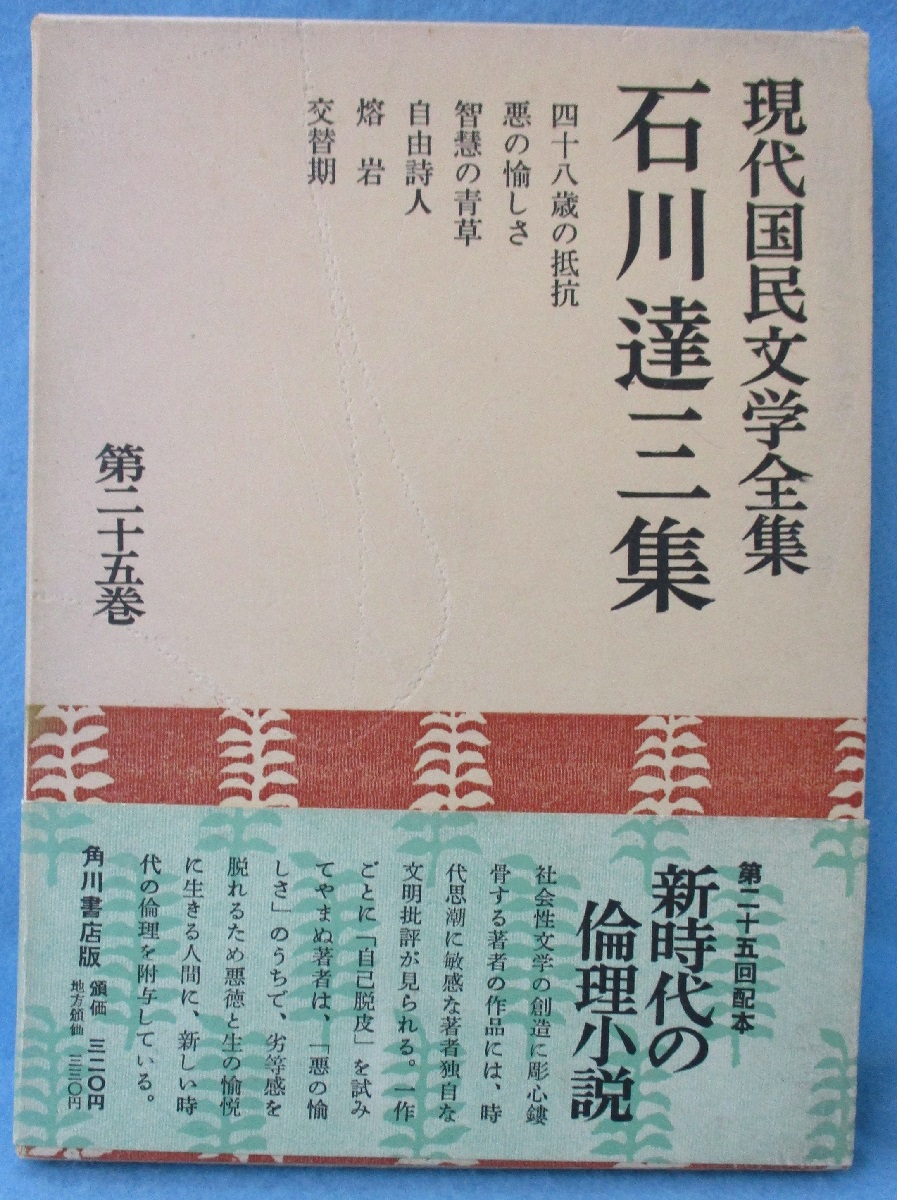 現代国民文学全集
石川達三集
四十八歳の抵抗
悪の愉しさ
智慧の青草
自由詩人
熔岩
交替期
第二十五巻
第二十五回配本
新時代の
倫理小説
社会性文学の創造に彫心鏤
骨する著者の作品には、時
代思潮に敏感な著者独自な
文明批評が見られる。一作
ごとに「自己脱皮」を試み
てやまぬ著者は、「悪の愉
しさ」のうちで、劣等感を
脱れるため悪徳と生の愉悦
に生きる人間に、新しい時
代の倫理を附与している。
角川書店版 頒価 三二〇円
地方頒価 三三〇円